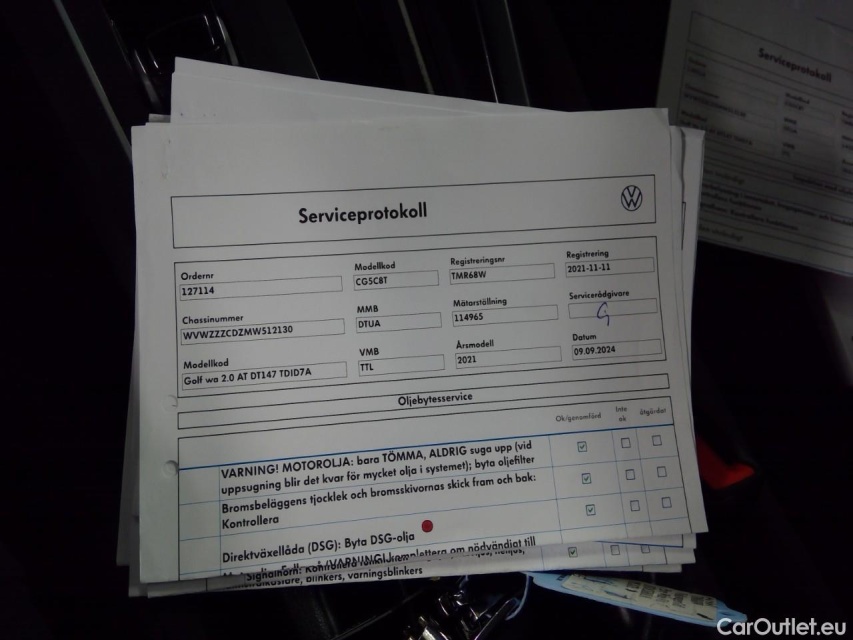 Serviceprotokoll
Serviceprotokoll
Ordernr
127114
Modellkod
CG5C8T
Registreringsnr
TMR68W
Registrering
2021-11-11
Chassinummer
WVWZZZCDZMW512130
MMB
DTUA
Mätarställning
114965
Servicerådgivare
Modellkod
Golf wa 2.0 AT DT147 TDID7A
VMB
TTL
Årsmodell
2021
Datum
09.09.2024
Oljebytesservice
Ok/genomförd Inte ok åtgärdat
VARNING! MOTOROLJA: bara TÖMMA, ALDRIG suga upp (vid
uppsugning blir det kvar för mycket olja i systemet); byta oljefilter
Bromsbeläggens tjocklek och bromsskivornas skick fram och bak:
Kontrollera
Direktväxellåda (DSG): Byta DSG-olja
blinkers, varningsblinkers
CarOutlet.eu